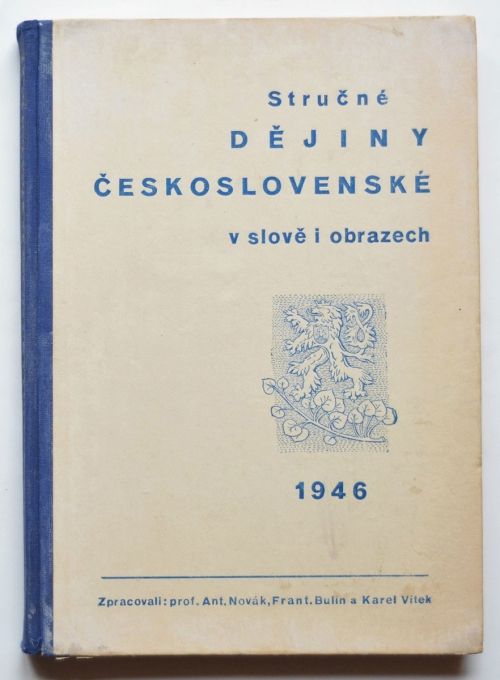 Stručné
DĚJINY
ČESKOSLOVENSKÉ
v slově i obrazech
1946
Zpracovali: prof. Ant. Novák, Frant. Bulín a Karel Vítek